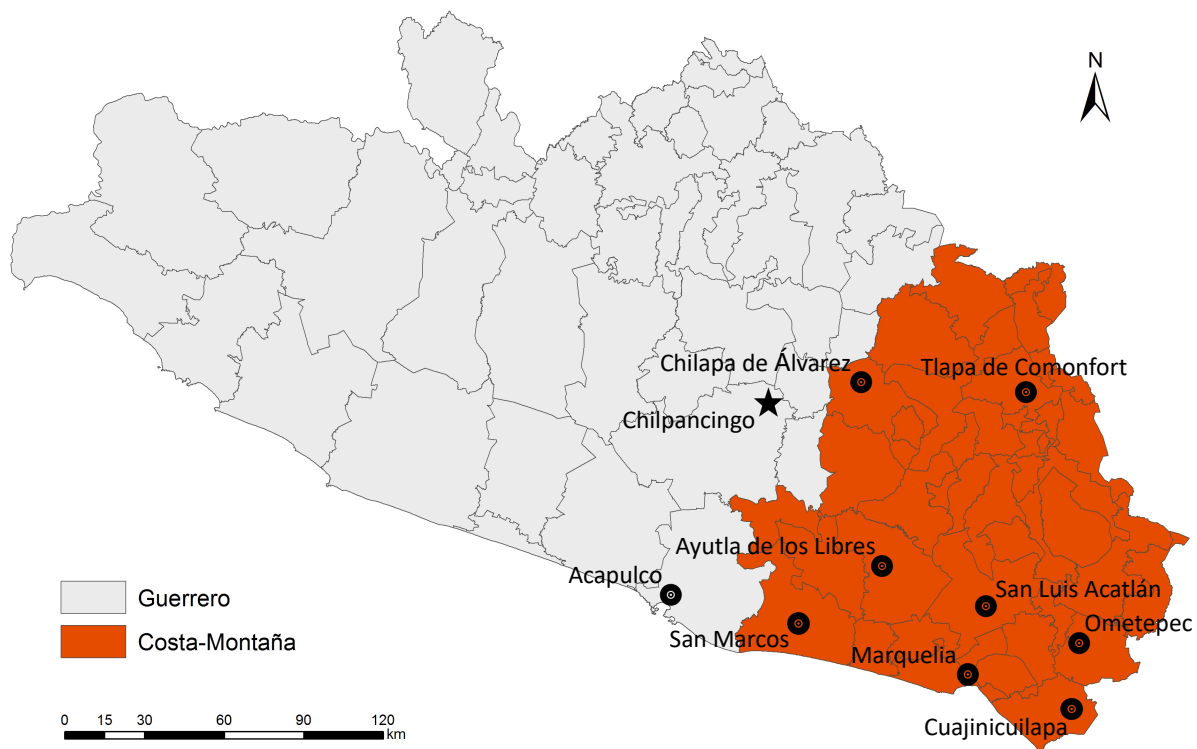 N
Chilapa de Álvarez
Tlapa de Comonfort
Chilpancingo
Ayutla de los Libres
Acapulco
San Luis Acatlán
San Marcos
Ometepec
Marquelia
Cuajinicuilapa
Guerrero
Costa-Montaña
0 15 30 60 90 120
km